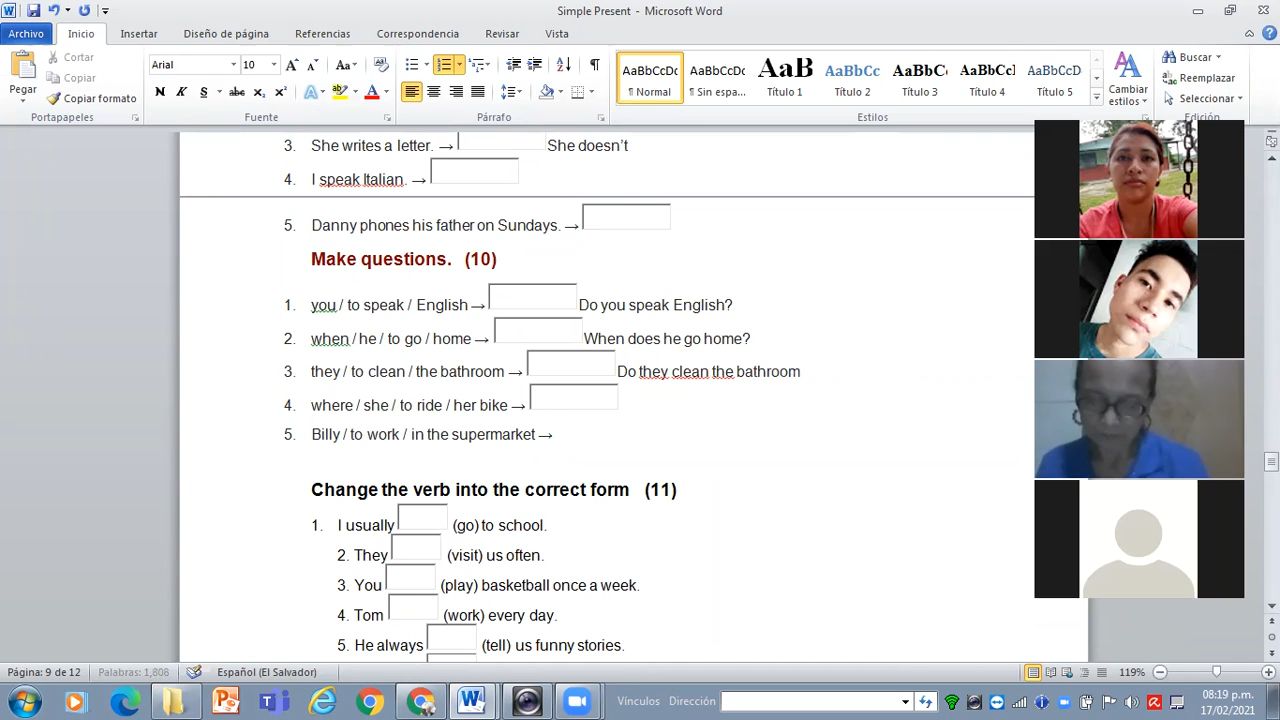 Simple Present - Microsoft Word
Archivo Inicio Insertar Diseño de página Referencias Correspondencia Revisar Vista
Pegar
Cortar
Copiar
Copiar formato
Portapapeles
Arial 10
N K S abc x₂ x² A A
Aa
Fuente
Párrafo
AaBbCcDc AaBbCcDc AaB AaBbCc AaBbCc AaBbCcI AaBbCcD
¶ Normal ¶ Sin espa... Título 1 Título 2 Título 3 Título 4 Título 5
Cambiar estilos
Estilos
Buscar
Reemplazar
Seleccionar
Edición
3. She writes a letter. → She doesn't
4. I speak Italian. →
5. Danny phones his father on Sundays. →
Make questions. (10)
1. you / to speak / English → Do you speak English?
2. when / he / to go / home → When does he go home?
3. they / to clean / the bathroom → Do they clean the bathroom
4. where / she / to ride / her bike →
5. Billy / to work / in the supermarket →
Change the verb into the correct form (11)
1. I usually (go) to school.
2. They (visit) us often.
3. You (play) basketball once a week.
4. Tom (work) every day.
5. He always (tell) us funny stories.
Página: 9 de 12 Palabras: 1,806 Español (El Salvador) 119%
Vínculos Dirección
08:19 p.m.
17/02/2021